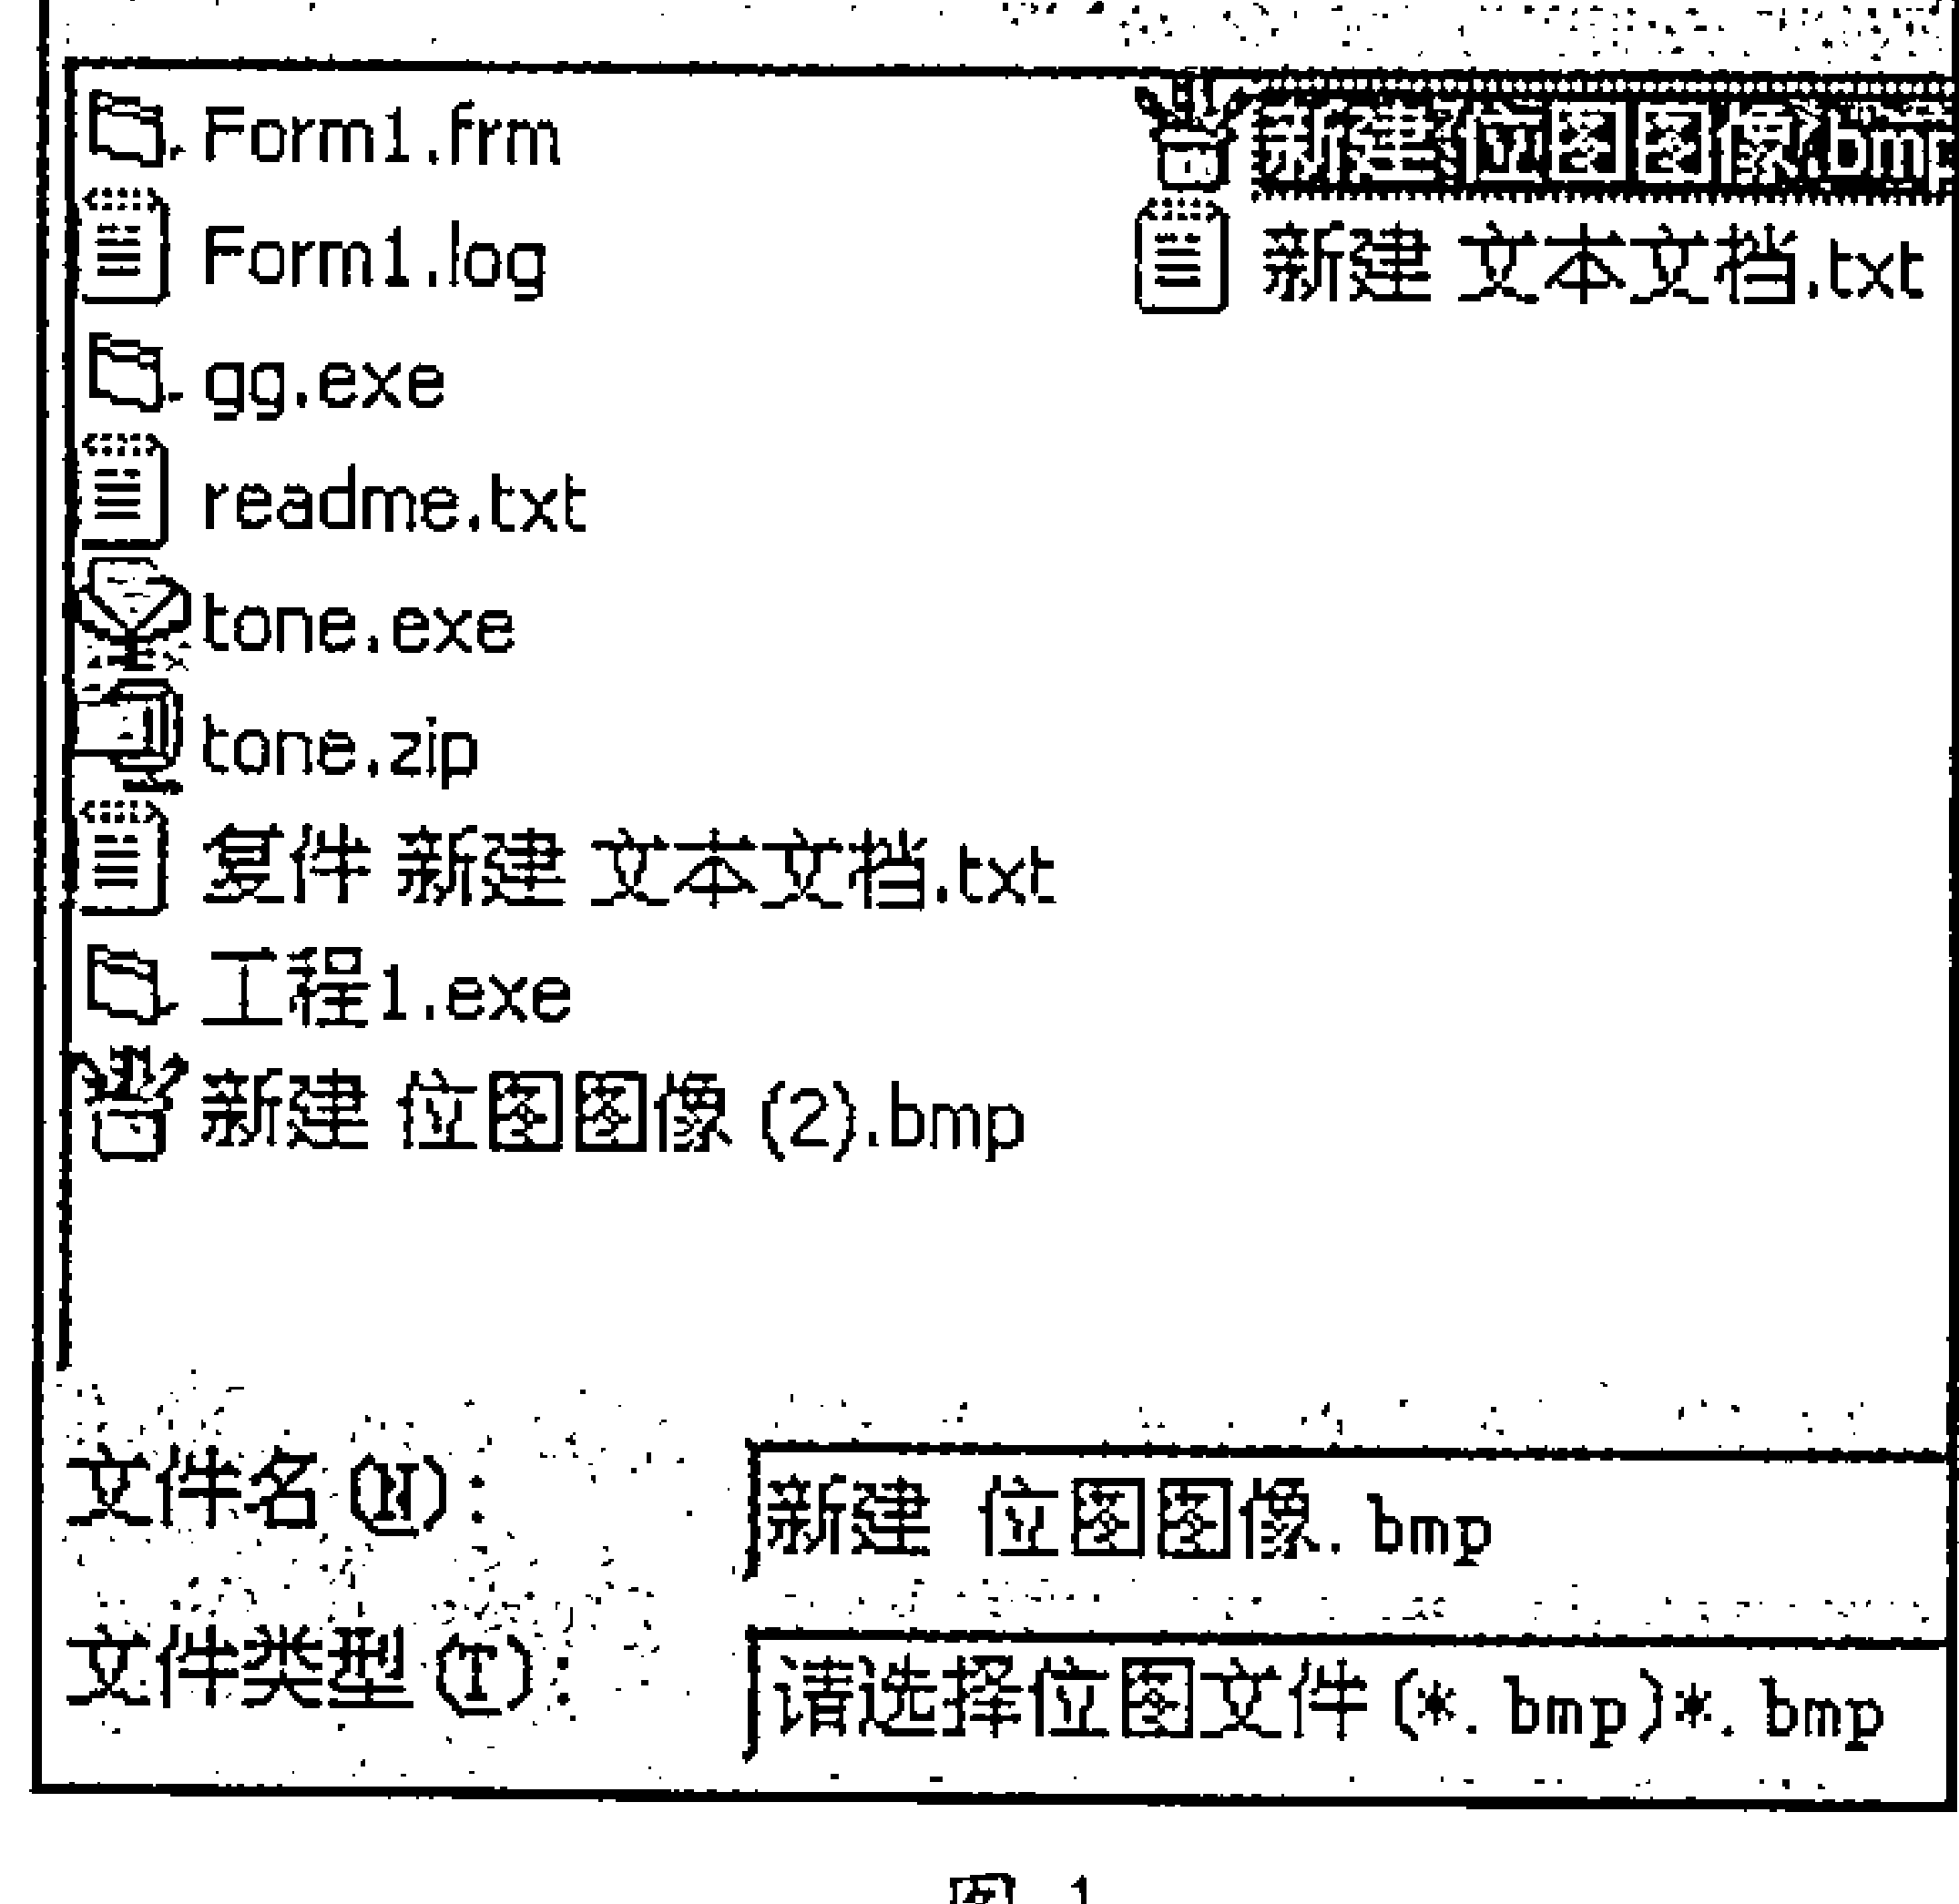 Form1.frm
Form1.log
gg.exe
readme.txt
tone.exe
tone.zip
复件 新建 文本文档.txt
工程1.exe
新建 位图图像 (2).bmp
新建 位图图像.bmp
新建 文本文档.txt
文件名(N):
新建 位图图像.bmp
文件类型(T):
请选择位图文件(*.bmp)*.bmp
图 1